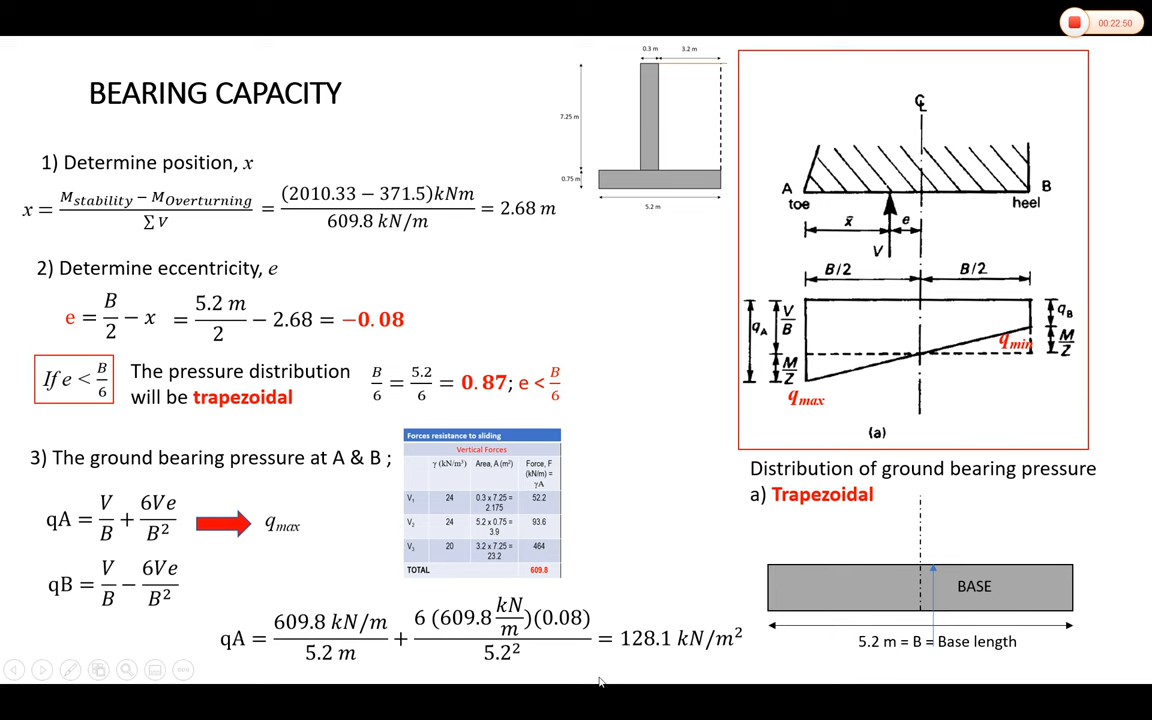 00:22:50
BEARING CAPACITY
1) Determine position, x
x = (M_stability − M_Overturning) / ∑ V = (2010.33 − 371.5)kNm / 609.8 kN/m = 2.68 m
2) Determine eccentricity, e
e = B/2 − x = 5.2 m / 2 − 2.68 = −0.08
If e < B/6
The pressure distribution
will be trapezoidal
B/6 = 5.2/6 = 0.87; e < B/6
3) The ground bearing pressure at A & B ;
qA = V/B + 6Ve/B²
q_max
qB = V/B − 6Ve/B²
qA = 609.8 kN/m / 5.2 m + 6 (609.8 kN/m)(0.08) / 5.2² = 128.1 kN/m²
Forces resistance to sliding
Vertical Forces
γ (kN/m³) Area, A (m²) Force, F (kN/m) = γA
V₁ 24 0.3 x 7.25 = 2.175 52.2
V₂ 24 5.2 x 0.75 = 3.9 93.6
V₃ 20 3.2 x 7.25 = 23.2 464
TOTAL 609.8
0.3 m
3.2 m
7.25 m
0.75 m
5.2 m
℄
A
toe
B
heel
x̄
e
V
B/2
B/2
qA
V/B
M/Z
qB
M/Z
q_min
q_max
(a)
Distribution of ground bearing pressure
a) Trapezoidal
BASE
5.2 m = B = Base length